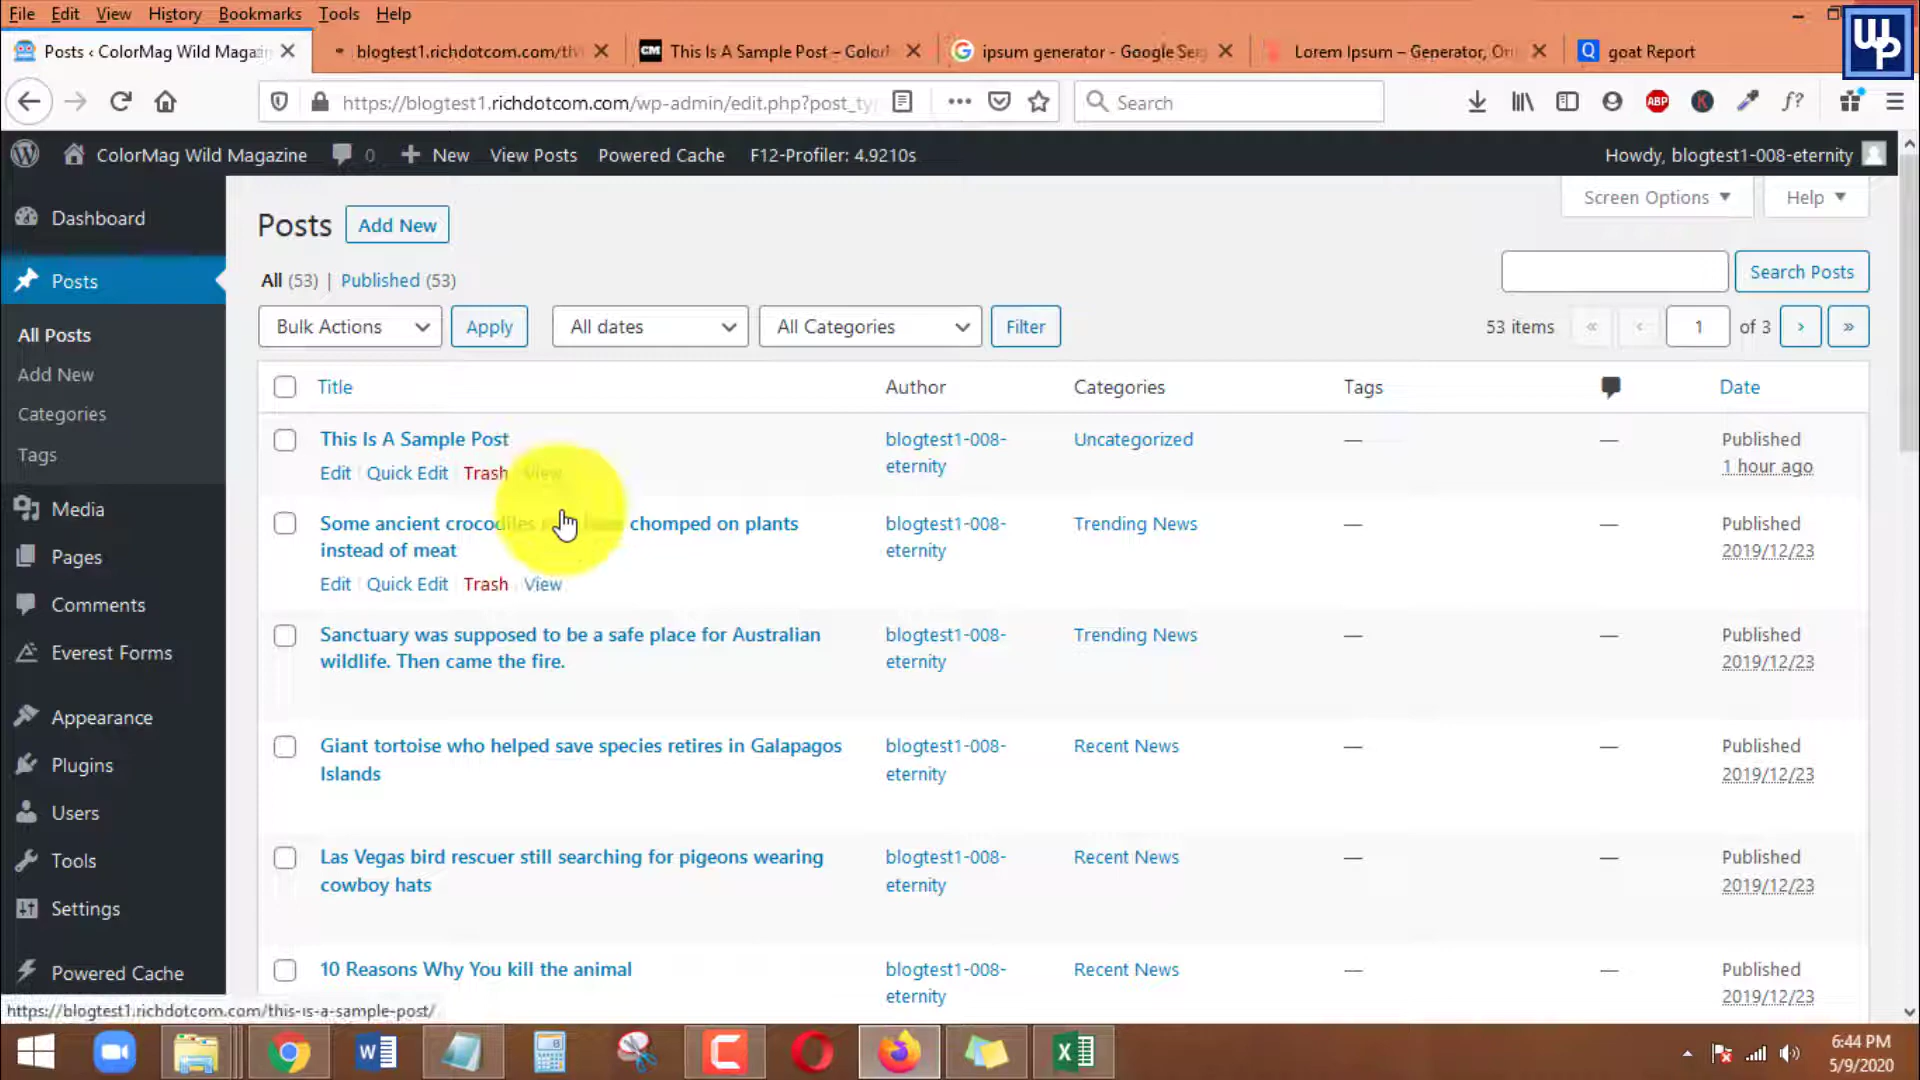 File Edit View History Bookmarks Tools Help
Posts ‹ ColorMag Wild Magazin
blogtest1.richdotcom.com/th
CM This Is A Sample Post – Color
ipsum generator - Google Sea
Lorem Ipsum – Generator, Ori
Q goat Report
wp
https://blogtest1.richdotcom.com/wp-admin/edit.php?post_ty
Search
ABP
K
f?
ColorMag Wild Magazine 0 New View Posts Powered Cache F12-Profiler: 4.9210s Howdy, blogtest1-008-eternity
Dashboard
Posts
All Posts
Add New
Categories
Tags
Media
Pages
Comments
Everest Forms
Appearance
Plugins
Users
Tools
Settings
Powered Cache
Screen Options Help
Posts Add New
All (53) | Published (53)
Search Posts
Bulk Actions Apply All dates All Categories Filter 53 items « ‹ 1 of 3 › »
Title Author Categories Tags Date
This Is A Sample Post
Edit Quick Edit Trash View
blogtest1-008-
eternity
Uncategorized
—
—
Published
1 hour ago
Some ancient crocodiles chomped on plants
instead of meat
Edit Quick Edit Trash View
blogtest1-008-
eternity
Trending News
—
—
Published
2019/12/23
Sanctuary was supposed to be a safe place for Australian
wildlife. Then came the fire.
blogtest1-008-
eternity
Trending News
—
—
Published
2019/12/23
Giant tortoise who helped save species retires in Galapagos
Islands
blogtest1-008-
eternity
Recent News
—
—
Published
2019/12/23
Las Vegas bird rescuer still searching for pigeons wearing
cowboy hats
blogtest1-008-
eternity
Recent News
—
—
Published
2019/12/23
10 Reasons Why You kill the animal
blogtest1-008-
eternity
Recent News
—
—
Published
2019/12/23
https://blogtest1.richdotcom.com/this-is-a-sample-post/
6:44 PM
5/9/2020